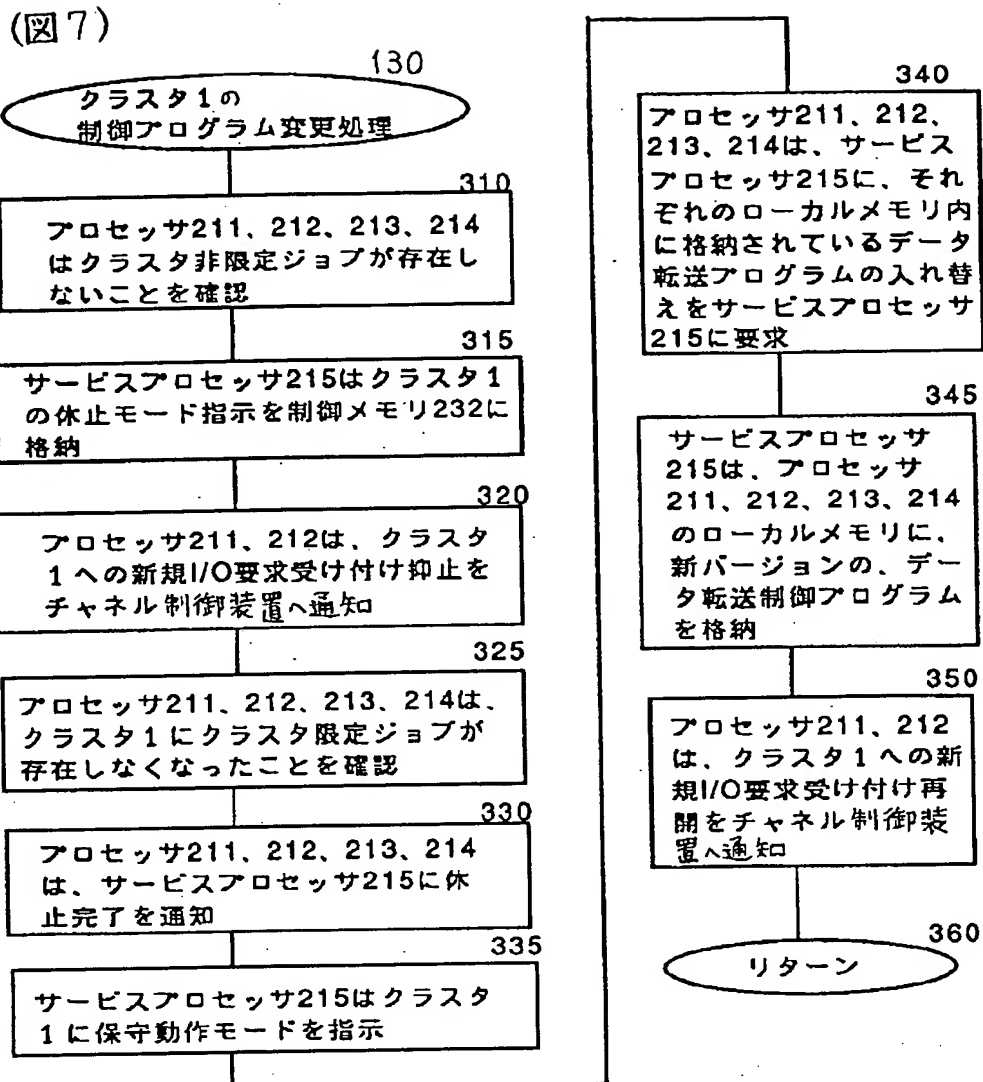 (図7)
130
クラスタ1の
制御プログラム変更処理
310
プロセッサ211、212、213、214
はクラスタ非限定ジョブが存在し
ないことを確認
315
サービスプロセッサ215はクラスタ1
の休止モード指示を制御メモリ232に
格納
320
プロセッサ211、212は、クラスタ
1への新規I/O要求受け付け抑止を
チャネル制御装置へ通知
325
プロセッサ211、212、213、214は、
クラスタ1にクラスタ限定ジョブが
存在しなくなったことを確認
330
プロセッサ211、212、213、214
は、サービスプロセッサ215に休
止完了を通知
335
サービスプロセッサ215はクラスタ
1に保守動作モードを指示
340
プロセッサ211、212、
213、214は、サービス
プロセッサ215に、それ
ぞれのローカルメモリ内
に格納されているデータ
転送プログラムの入れ替
えをサービスプロセッサ
215に要求
345
サービスプロセッサ
215は、プロセッサ
211、212、213、214
のローカルメモリに、
新バージョンの、デー
タ転送制御プログラム
を格納
350
プロセッサ211、212
は、クラスタ1への新
規I/O要求受け付け再
開をチャネル制御装
置へ通知
360
リターン